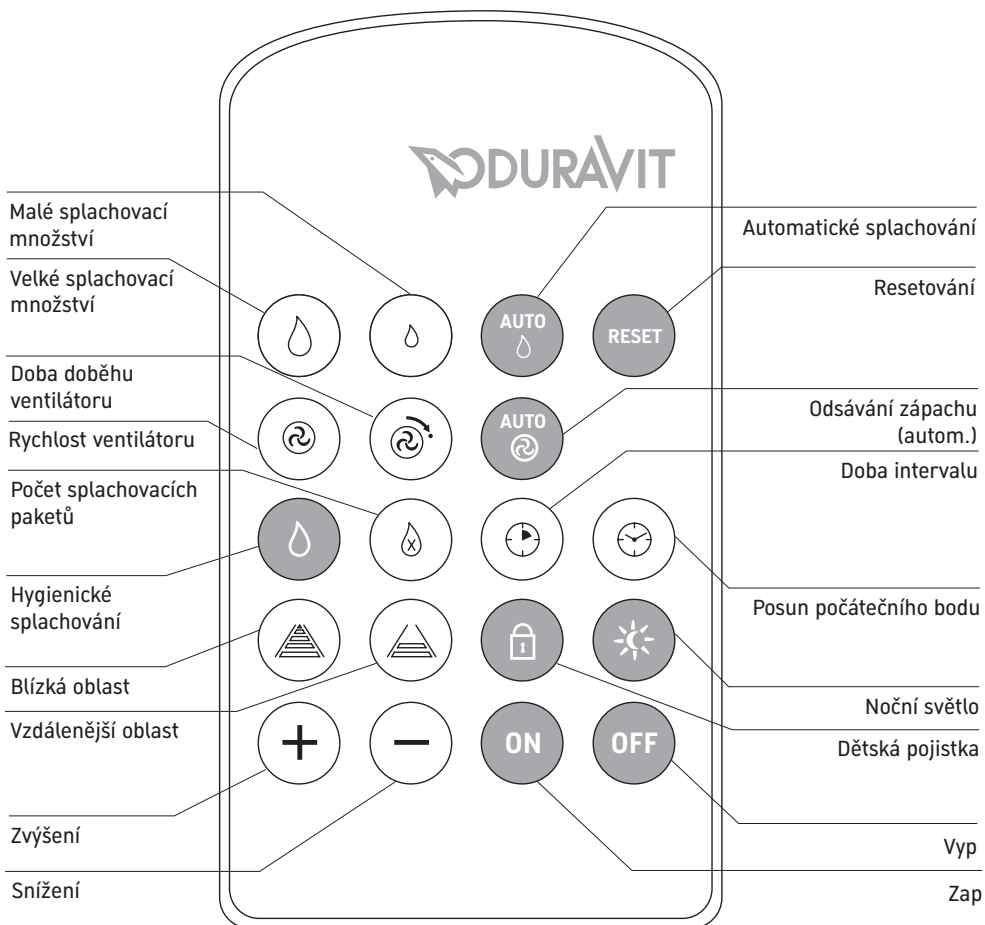 DURAVIT
Malé splachovací
množství
Velké splachovací
množství
Doba doběhu
ventilátoru
Rychlost ventilátoru
Počet splachovacích
paketů
Hygienické
splachování
Blízká oblast
Vzdálenější oblast
Zvýšení
Snížení
AUTO
RESET
AUTO
X
ON
OFF
Automatické splachování
Resetování
Odsávání zápachu
(autom.)
Doba intervalu
Posun počátečního bodu
Noční světlo
Dětská pojistka
Vyp
Zap